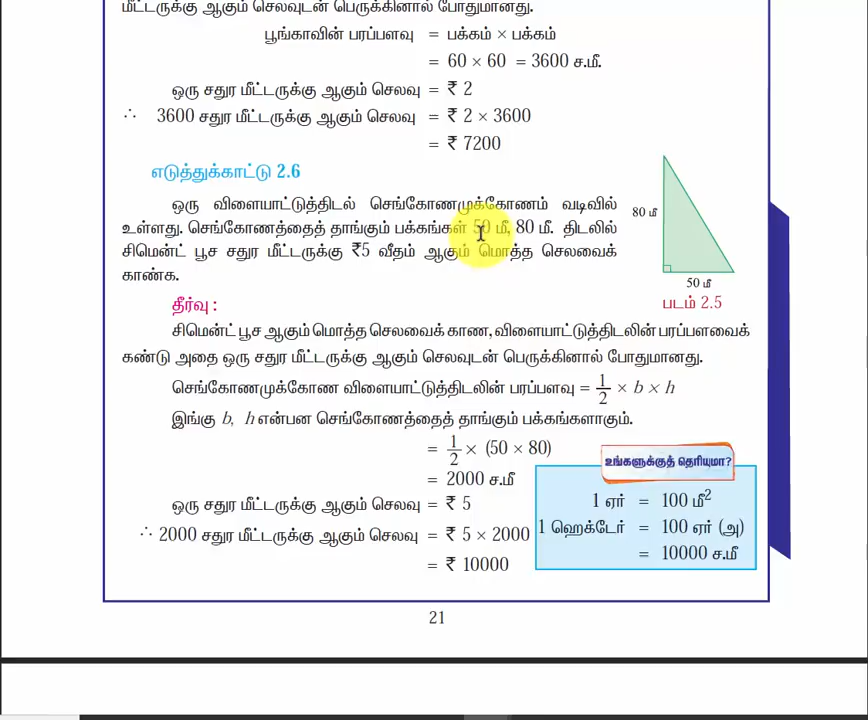 மீட்டருக்கு ஆகும் செலவுடன் பெருக்கினால் போதுமானது.
பூங்காவின் பரப்பளவு = பக்கம் × பக்கம்
= 60 × 60 = 3600 ச.மீ.
ஒரு சதுர மீட்டருக்கு ஆகும் செலவு = ₹ 2
∴ 3600 சதுர மீட்டருக்கு ஆகும் செலவு = ₹ 2 × 3600
= ₹ 7200
எடுத்துக்காட்டு 2.6
ஒரு விளையாட்டுத்திடல் செங்கோணமுக்கோணம் வடிவில்
உள்ளது. செங்கோணத்தைத் தாங்கும் பக்கங்கள் 50 மீ, 80 மீ. திடலில்
சிமென்ட் பூச சதுர மீட்டருக்கு ₹5 வீதம் ஆகும் மொத்த செலவைக்
காண்க.
80 மீ
50 மீ
படம் 2.5
தீர்வு :
சிமென்ட் பூச ஆகும் மொத்த செலவைக் காண, விளையாட்டுத்திடலின் பரப்பளவைக்
கண்டு அதை ஒரு சதுர மீட்டருக்கு ஆகும் செலவுடன் பெருக்கினால் போதுமானது.
செங்கோணமுக்கோண விளையாட்டுத்திடலின் பரப்பளவு = 1/2 × b × h
இங்கு b, h என்பன செங்கோணத்தைத் தாங்கும் பக்கங்களாகும்.
= 1/2 × (50 × 80)
= 2000 ச.மீ
ஒரு சதுர மீட்டருக்கு ஆகும் செலவு = ₹ 5
∴ 2000 சதுர மீட்டருக்கு ஆகும் செலவு = ₹ 5 × 2000
= ₹ 10000
உங்களுக்குத் தெரியுமா?
1 ஏர் = 100 மீ²
1 ஹெக்டேர் = 100 ஏர் (அ)
= 10000 ச.மீ
21